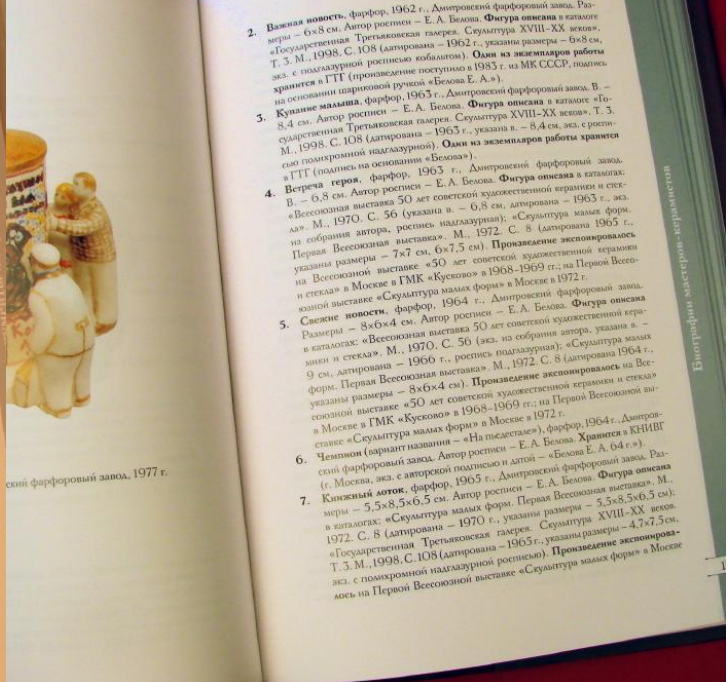 2. Важная новость, фарфор, 1962 г., Дмитровский фарфоровый завод. Раз-
меры – 6×8 см. Автор росписи – Е. А. Белова. Фигура описана в каталоге
«Государственная Третьяковская галерея. Скульптура XVIII–XX веков».
Т. 3. М., 1998. С. 108 (датирован – 1962 г., указаны размеры – 6×8 см,
экз. с подглазурной росписью кобальтом). Один из экземпляров работы
хранится в ГТГ (произведение поступило в 1983 г. из МК СССР, подпись
на основании шариковой ручкой «Белова Е. А.»).
3. Купание малыша, фарфор, 1963 г., Дмитровский фарфоровый завод. В. –
8,4 см. Автор росписи – Е. А. Белова. Фигура описана в каталоге «Го-
сударственная Третьяковская галерея. Скульптура XVIII–XX веков». Т. 3.
М., 1998. С. 108 (датирован – 1963 г., указана в. – 8,4 см, экз. с роспи-
сью полихромной надглазурной). Один из экземпляров работы хранится
в ГТГ (подпись на основании «Белова»).
4. Встреча героя, фарфор, 1963 г., Дмитровский фарфоровый завод.
В. – 6,8 см. Автор росписи – Е. А. Белова. Фигура описана в каталогах:
«Всесоюзная выставка 50 лет советской художественной керамики и стек-
ла». М., 1970. С. 56 (указана в. – 6,8 см, датирован – 1963 г., экз.
из собрания автора, роспись надглазурная); «Скульптура малых форм.
Первая Всесоюзная выставка». М., 1972. С. 8 (датирован 1965 г.,
указаны размеры – 7×7 см, 6×7,5 см). Произведение экспонировалось
на Всесоюзной выставке «50 лет советской художественной керамики
и стекла» в Москве в ГМК «Кусково» в 1968–1969 гг.; на Первой Всесо-
юзной выставке «Скульптура малых форм» в Москве в 1972 г.
5. Свежие новости, фарфор, 1964 г., Дмитровский фарфоровый завод.
Размеры – 8×6×4 см. Автор росписи – Е. А. Белова. Фигура описана
в каталогах: «Всесоюзная выставка 50 лет советской художественной кера-
мики и стекла». М., 1970. С. 56 (экз. из собрания автора, указана в. –
9 см, датирован – 1966 г., роспись подглазурная); «Скульптура малых
форм. Первая Всесоюзная выставка». М., 1972. С. 8 (датирован 1964 г.,
указаны размеры – 8×6×4 см). Произведение экспонировалось на Все-
союзной выставке «50 лет советской художественной керамики и стекла»
в Москве в ГМК «Кусково» в 1968–1969 гг.; на Первой Всесоюзной вы-
ставке «Скульптура малых форм» в Москве в 1972 г.
6. Чемпион (вариант названия – «На пьедестале»), фарфор, 1964 г., Дмитров-
ский фарфоровый завод. Автор росписи – Е. А. Белова. Хранится в КНИВГ
(г. Москва, экз. с авторской подписью и датой – «Белова Е. А. 64 г.»).
7. Книжный лоток, фарфор, 1965 г., Дмитровский фарфоровый завод. Раз-
меры – 5,5×8,5×6,5 см. Автор росписи – Е. А. Белова. Фигура описана
в каталогах: «Скульптура малых форм. Первая Всесоюзная выставка». М.,
1972. С. 8 (датирован – 1970 г., указаны размеры – 5,5×8,5×6,5 см);
«Государственная Третьяковская галерея. Скульптура XVIII–XX веков.
Т. 3. М., 1998. С. 108 (датирована – 1965 г., указаны размеры – 4,7×7,5 см,
экз. с полихромной надглазурной росписью). Произведение экспонирова-
лось на Первой Всесоюзной выставке «Скульптура малых форм» в Москве
ский фарфоровый завод, 1977 г.
Биографии мастеров-керамистов
1